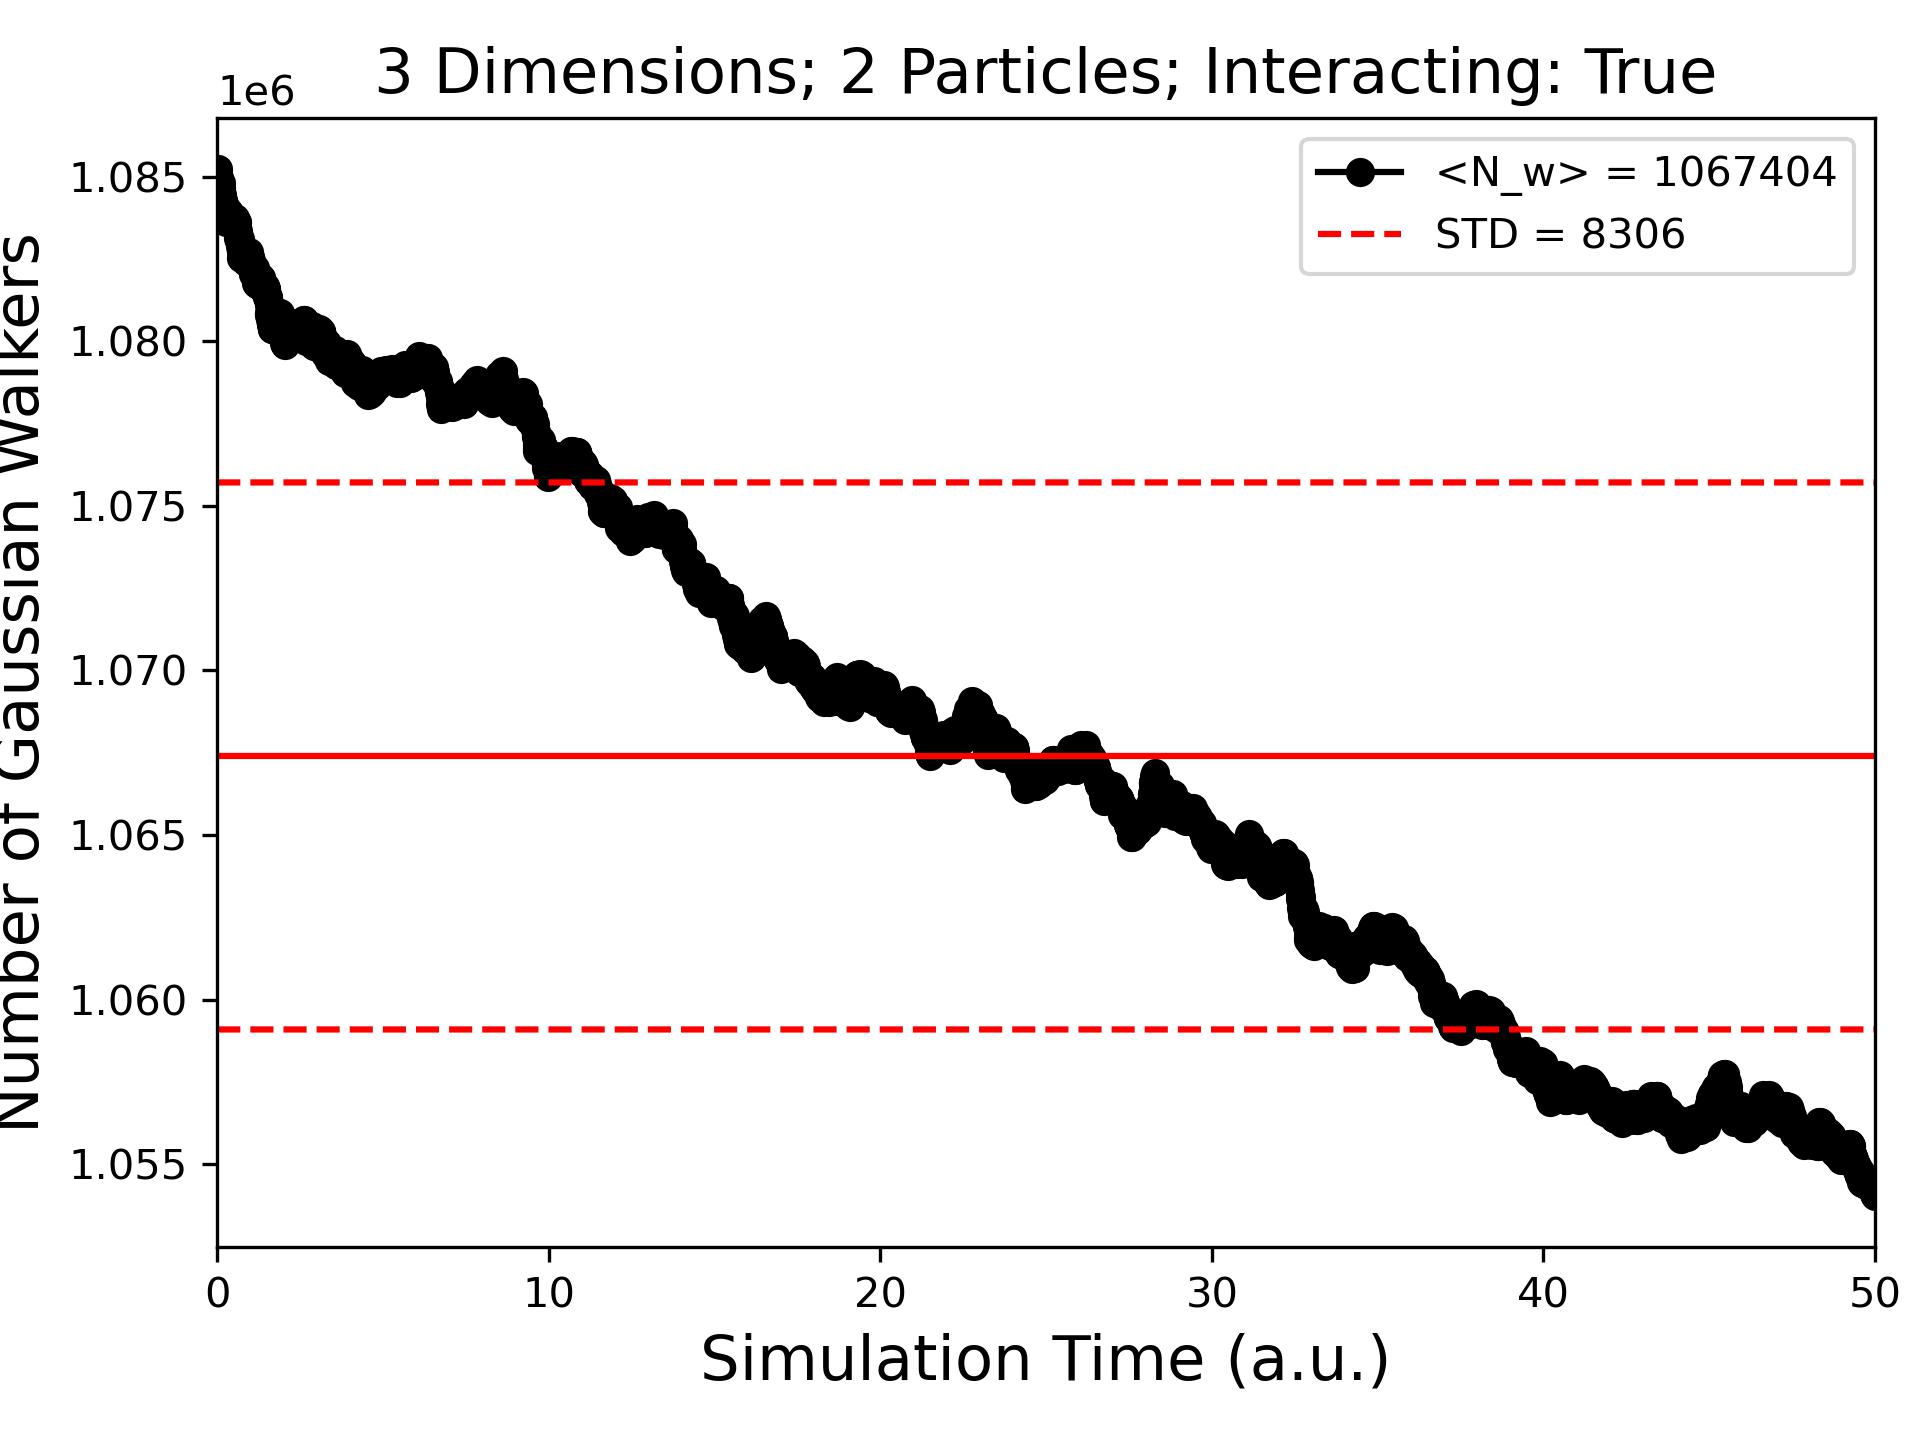 3 Dimensions; 2 Particles; Interacting: True
1e6
<N_w> = 1067404
STD = 8306
Number of Gaussian Walkers
1.085
1.080
1.075
1.070
1.065
1.060
1.055
0 10 20 30 40 50
Simulation Time (a.u.)